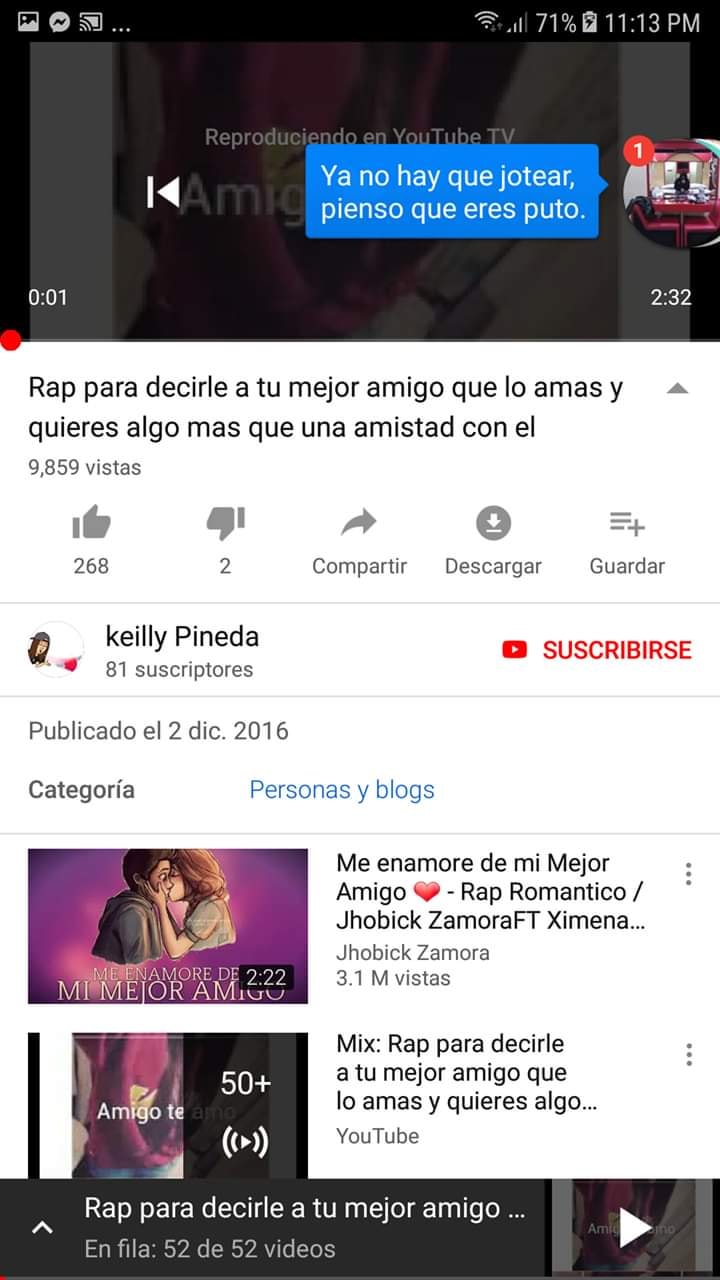 ... 71% 11:13 PM
Reproduciendo en YouTube TV
1
Ya no hay que jotear,
pienso que eres puto.
Amig
0:01
2:32
Rap para decirle a tu mejor amigo que lo amas y
quieres algo mas que una amistad con el
9,859 vistas
268
2
Compartir
Descargar
Guardar
keilly Pineda
81 suscriptores
SUSCRIBIRSE
Publicado el 2 dic. 2016
Categoría
Personas y blogs
ME ENAMORE DE
MI MEJOR AMIGO
2:22
Me enamore de mi Mejor
Amigo ❤ - Rap Romantico /
Jhobick ZamoraFT Ximena...
Jhobick Zamora
3.1 M vistas
50+
Amigo te amo
Mix: Rap para decirle
a tu mejor amigo que
lo amas y quieres algo...
YouTube
Rap para decirle a tu mejor amigo ...
En fila: 52 de 52 videos